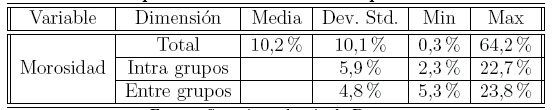 Variable Dimensión Media Dev. Std. Min Max
Total 10,2 % 10,1 % 0,3 % 64,2 %
Morosidad Intra grupos 5,9 % 2,3 % 22,7 %
Entre grupos 4,8 % 5,3 % 23,8 %